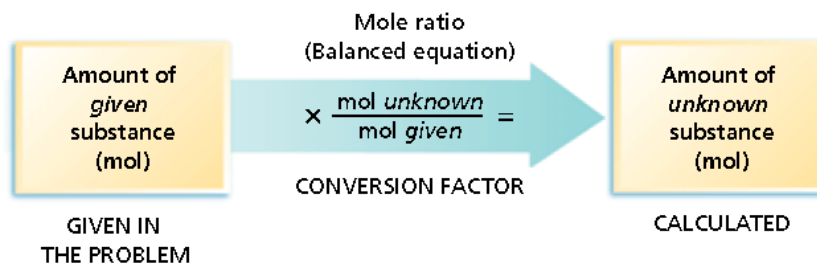 Mole ratio
(Balanced equation)
Amount of
given
substance
(mol)
× mol unknown
mol given =
CONVERSION FACTOR
Amount of
unknown
substance
(mol)
GIVEN IN
THE PROBLEM
CALCULATED